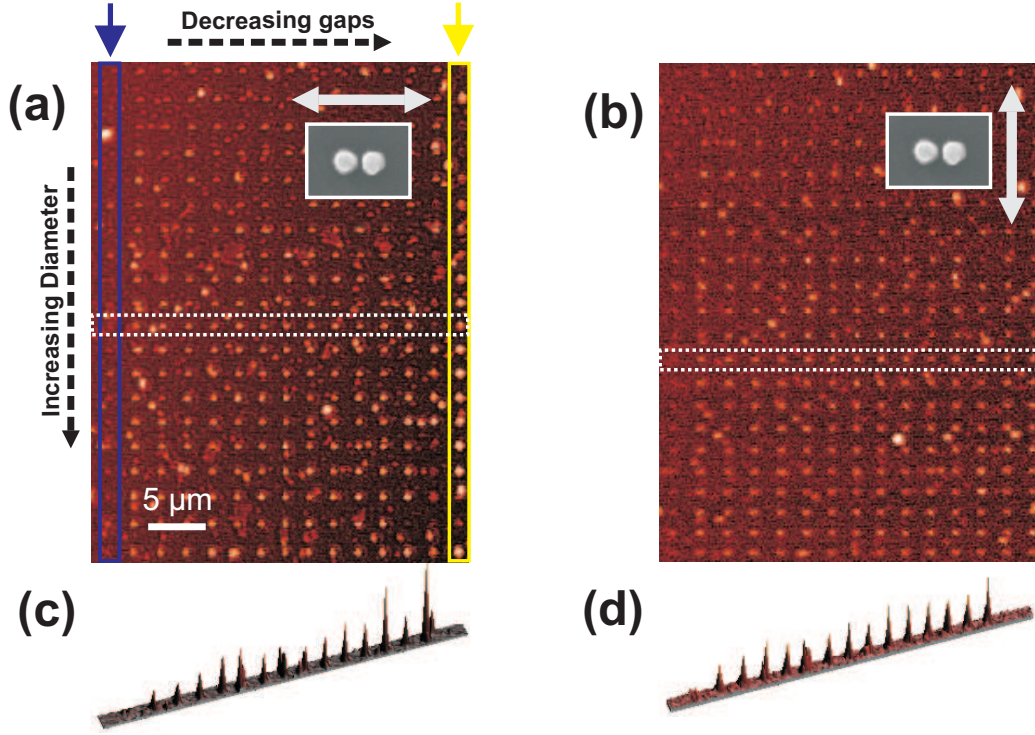 Decreasing gaps
(a)
(b)
Increasing Diameter
5 µm
(c)
(d)